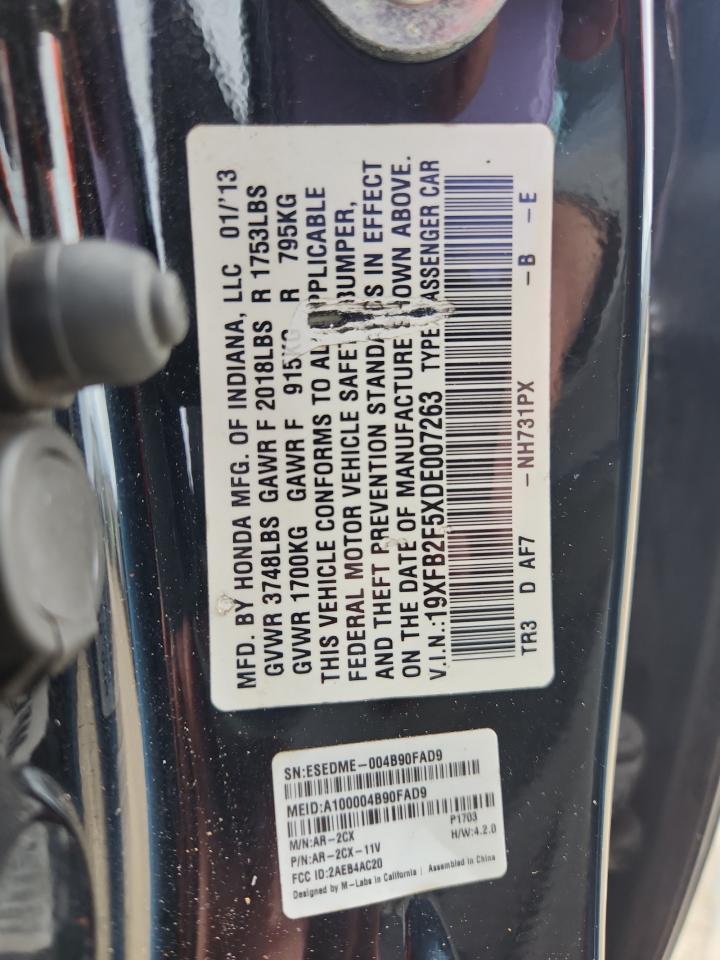 MFD. BY HONDA MFG. OF INDIANA, LLC 01/'13
GVWR 3748LBS GAWR F 2018LBS R 1753LBS
GVWR 1700KG GAWR F 915KG R 795KG
THIS VEHICLE CONFORMS TO ALL APPLICABLE
FEDERAL MOTOR VEHICLE SAFETY BUMPER,
AND THEFT PREVENTION STANDARDS IN EFFECT
ON THE DATE OF MANUFACTURE SHOWN ABOVE.
V.I.N.:19XFB2F5XDE007263 TYPE PASSENGER CAR
TR3 D AF7 -NH731PX -B -E
SN:ESEDME-004B90FAD9
MEID:A100004B90FAD9
M/N:AR-2CX P1703
P/N:AR-2CX-11V H/W:4.2.0
FCC ID:2AEB4AC20
Designed by M-Labs in California | Assembled in China